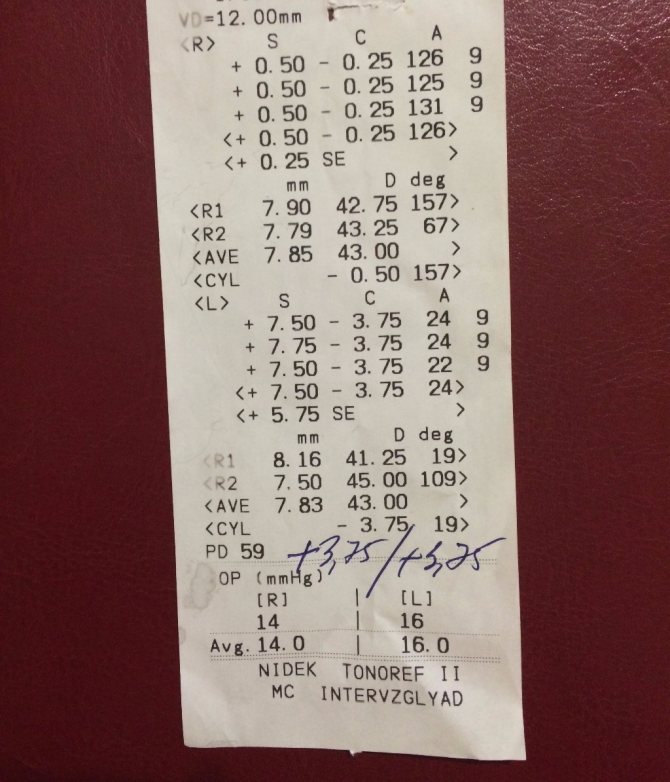 VD=12.00mm
<R> S C A
+ 0.50 - 0.25 126 9
+ 0.50 - 0.25 125 9
+ 0.50 - 0.25 131 9
<+ 0.50 - 0.25 126>
<+ 0.25 SE >
mm D deg
<R1 7.90 42.75 157>
<R2 7.79 43.25 67>
<AVE 7.85 43.00 >
<CYL - 0.50 157>
<L> S C A
+ 7.50 - 3.75 24 9
+ 7.75 - 3.75 24 9
+ 7.50 - 3.75 22 9
<+ 7.50 - 3.75 24>
<+ 5.75 SE >
mm D deg
<R1 8.16 41.25 19>
<R2 7.50 45.00 109>
<AVE 7.83 43.00 >
<CYL - 3.75 19>
PD 59 +3,75/+5,25
OP (mmHg)
[R] | [L]
14 | 16
Avg. 14.0 | 16.0
NIDEK TONOREF II
MC INTERVZGLYAD